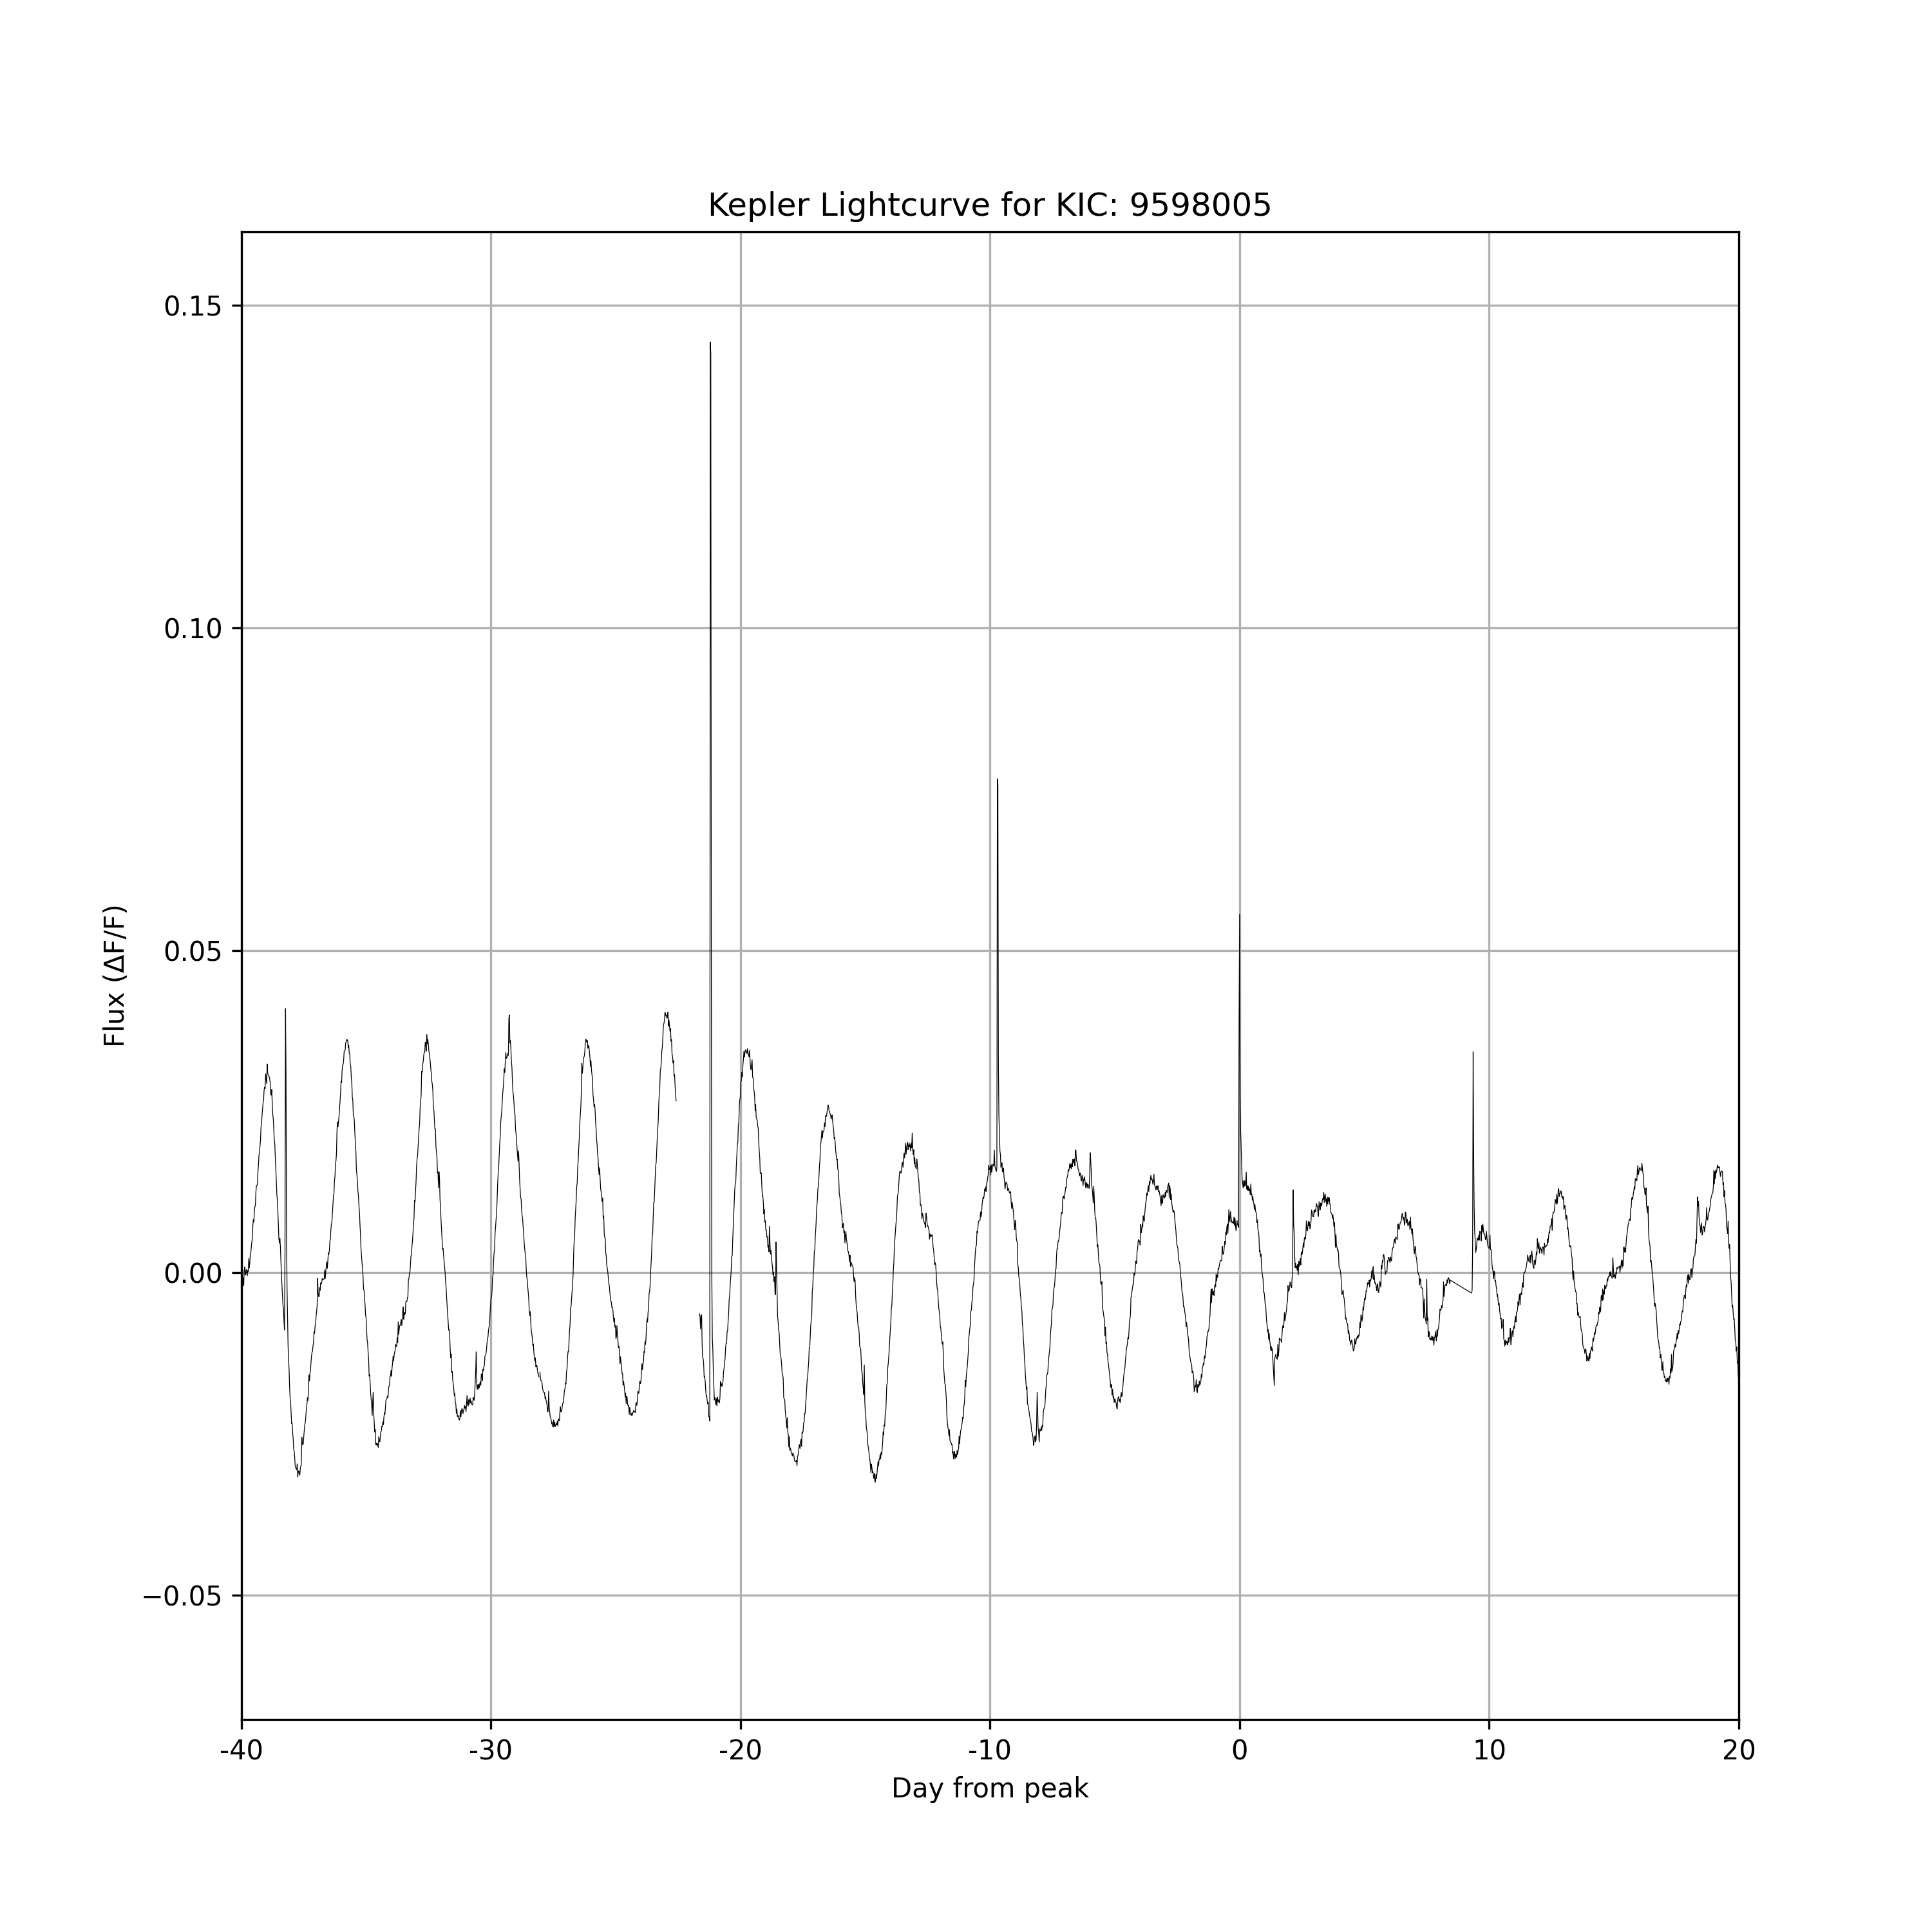 Kepler Lightcurve for KIC: 9598005
0.15
0.10
0.05
0.00
−0.05
Flux (ΔF/F)
-40 -30 -20 -10 0 10 20
Day from peak